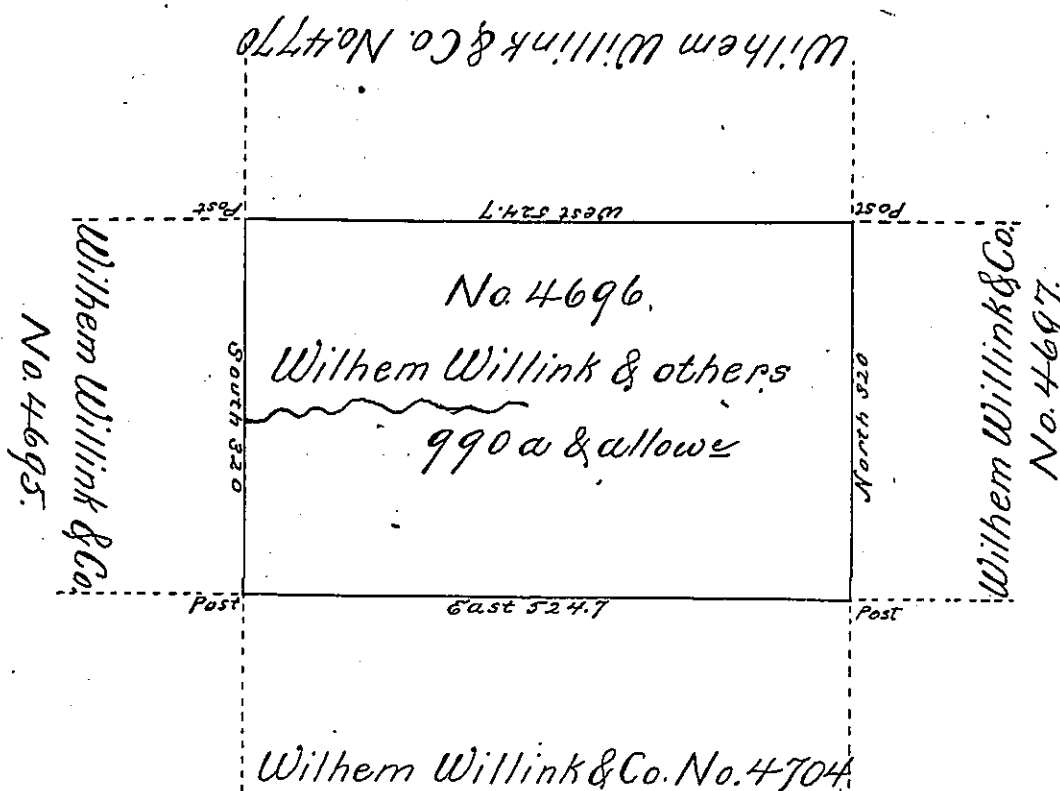 Wilhem Willink & Co. No. 4770
Post
West 524.7
Post
No. 4696.
Wilhem Willink & others
990 a & allowe
South 320
North 320
Wilhem Willink & Co.
No. 4695.
Wilhem Willink & Co.
No. 4697.
Post
East 524.7
Post
Wilhem Willink & Co. No. 4704